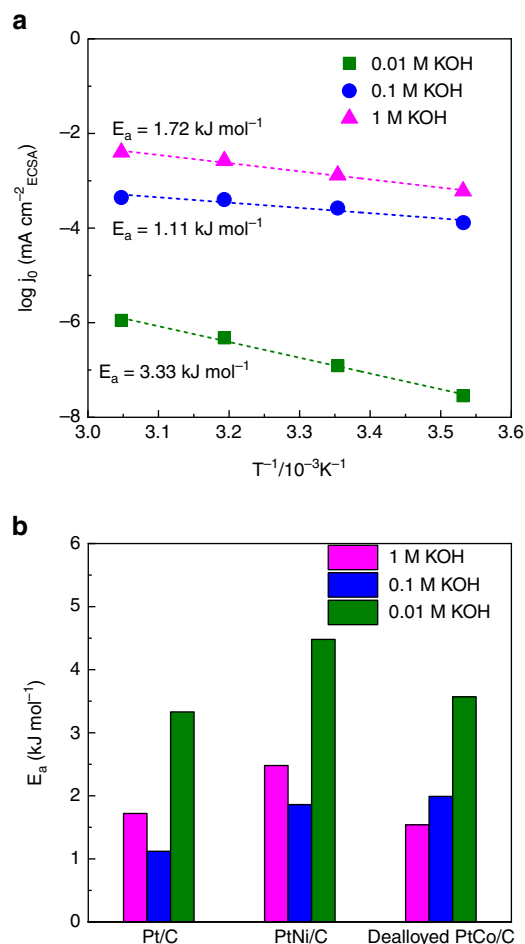 a
0
−2
−4
−6
−8
log j₀ (mA cm⁻² ECSA)
0.01 M KOH
0.1 M KOH
1 M KOH
Eₐ = 1.72 kJ mol⁻¹
Eₐ = 1.11 kJ mol⁻¹
Eₐ = 3.33 kJ mol⁻¹
3.0 3.1 3.2 3.3 3.4 3.5 3.6
T⁻¹/10⁻³K⁻¹
b
6
5
4
3
2
1
0
Eₐ (kJ mol⁻¹)
1 M KOH
0.1 M KOH
0.01 M KOH
Pt/C PtNi/C Dealloyed PtCo/C